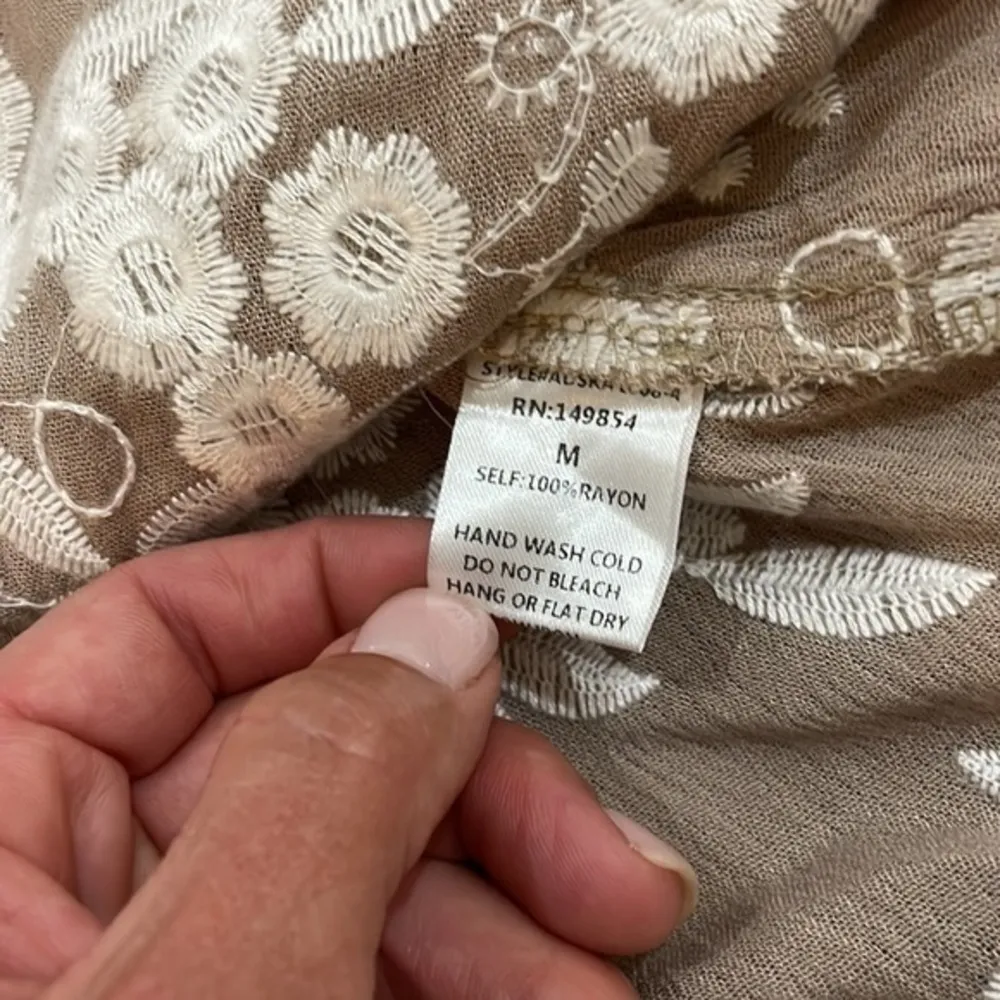 RN:149854
M
SELF:100%RAYON
HAND WASH COLD
DO NOT BLEACH
HANG OR FLAT DRY